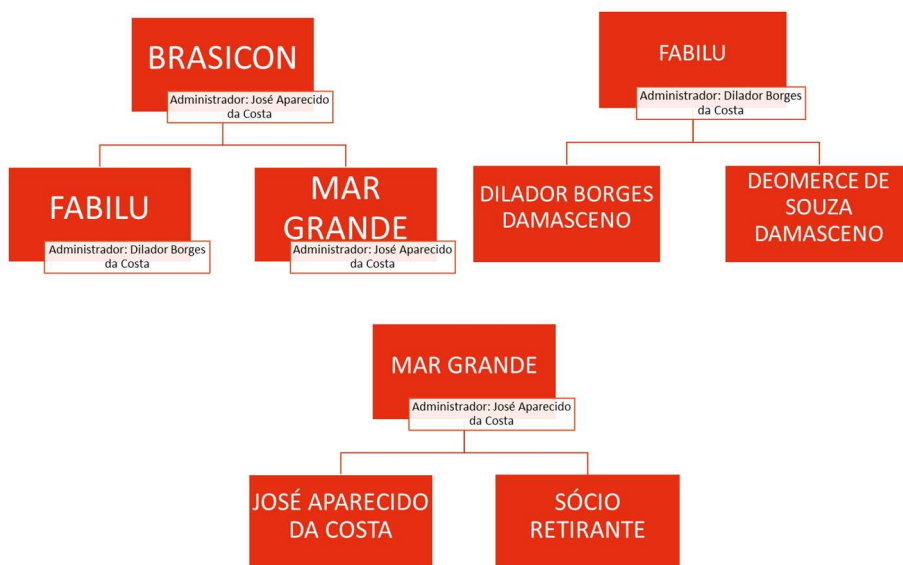 BRASICON
Administrador: José Aparecido
da Costa
FABILU
Administrador: Dilador Borges
da Costa
MAR
GRANDE
Administrador: José Aparecido
da Costa
FABILU
Administrador: Dilador Borges
da Costa
DILADOR BORGES
DAMASCENO
DEOMERCE DE
SOUZA
DAMASCENO
MAR GRANDE
Administrador: José Aparecido
da Costa
JOSÉ APARECIDO
DA COSTA
SÓCIO
RETIRANTE